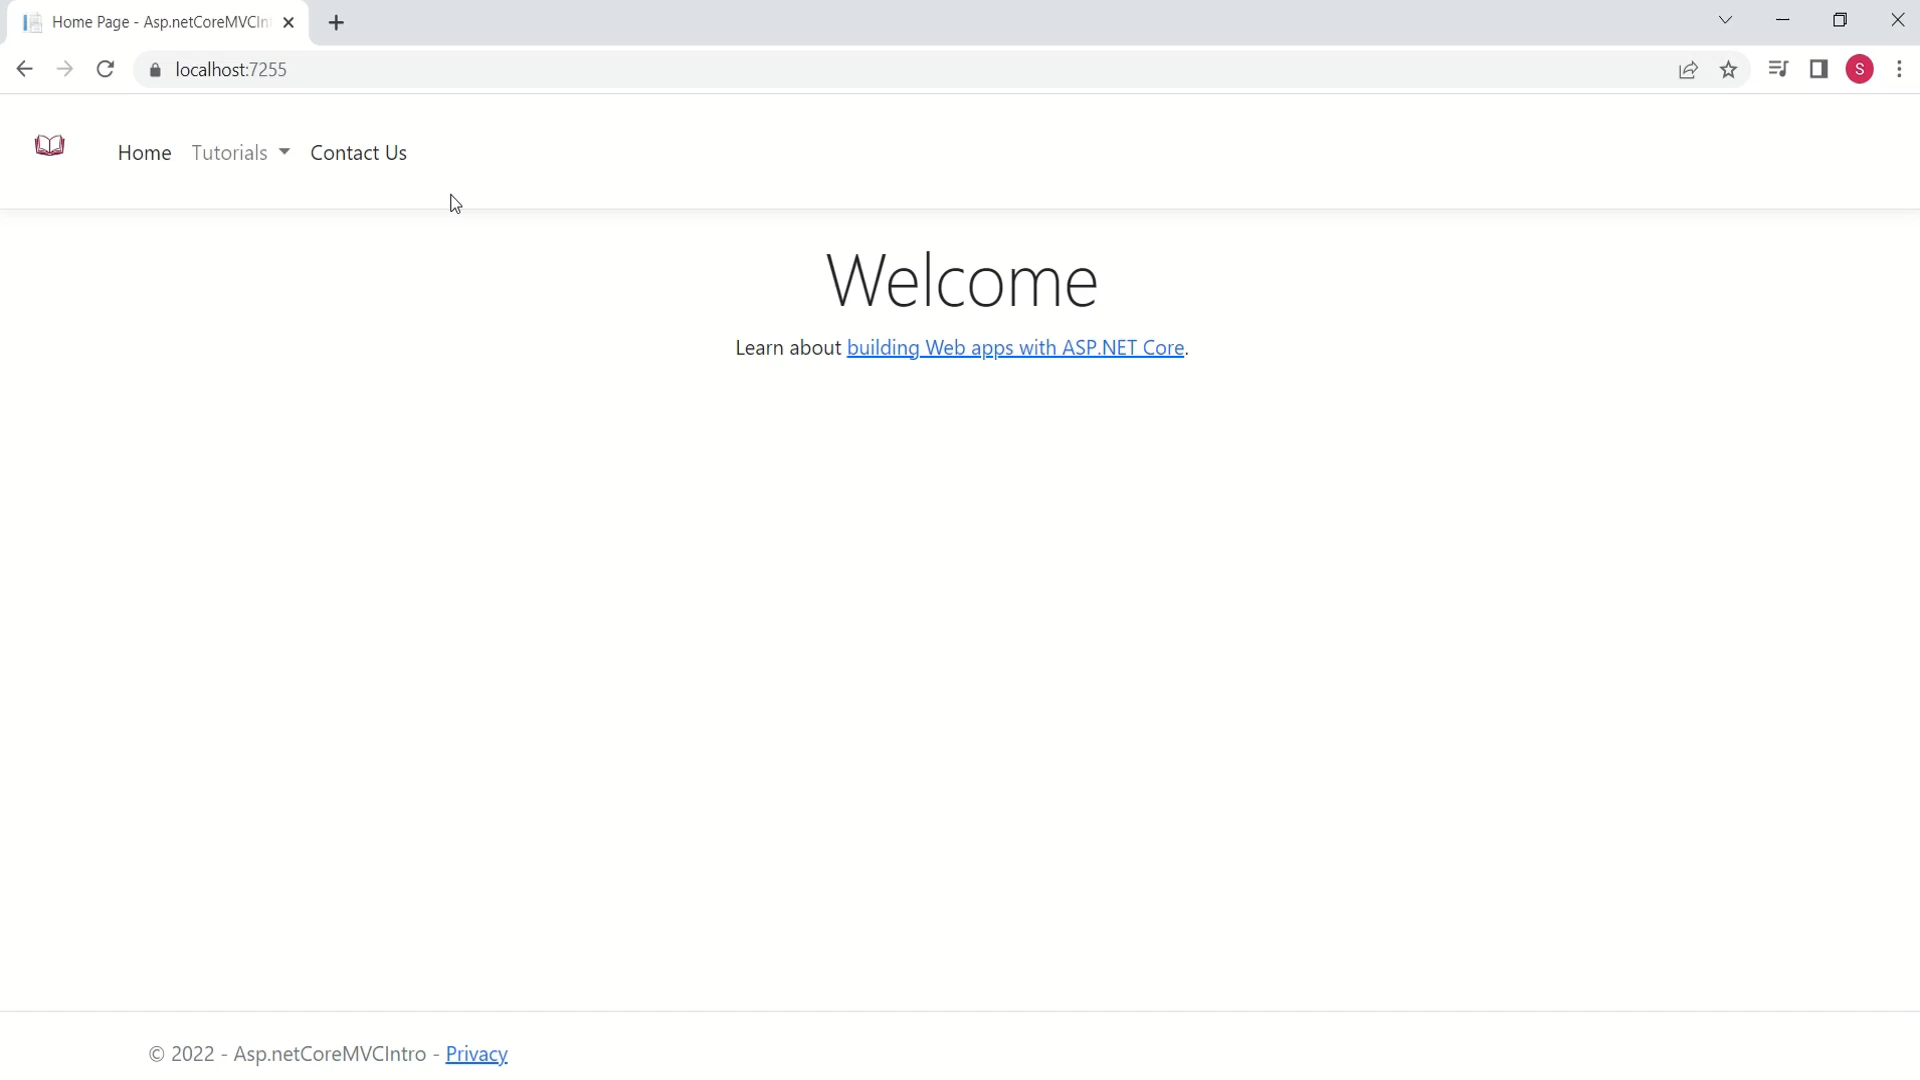 Home Page - Asp.netCoreMVCIn
localhost:7255
S
Home Tutorials Contact Us
Welcome
Learn about building Web apps with ASP.NET Core.
© 2022 - Asp.netCoreMVCIntro - Privacy